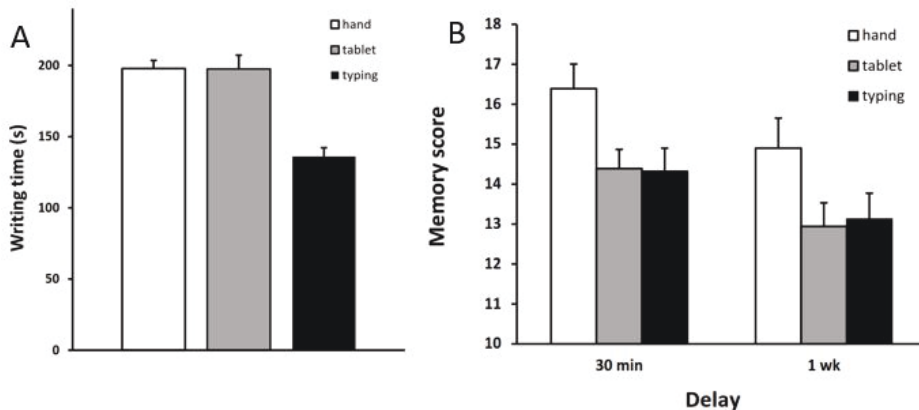 A
hand
tablet
typing
200
150
100
50
0
Writing time (s)
B
hand
tablet
typing
18
17
16
15
14
13
12
11
10
Memory score
30 min
1 wk
Delay